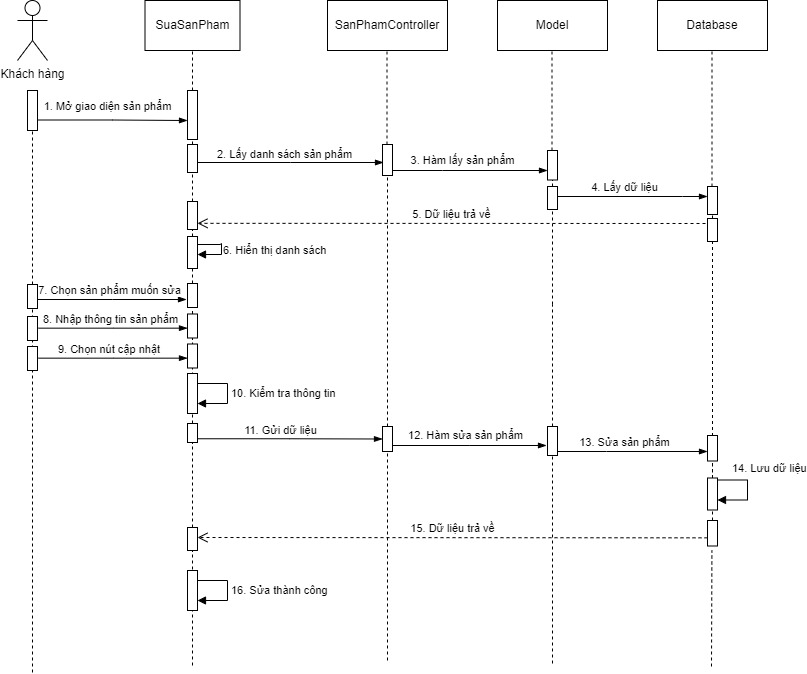 SuaSanPham
SanPhamController
Model
Database
Khách hàng
1. Mở giao diện sản phẩm
2. Lấy danh sách sản phẩm
3. Hàm lấy sản phẩm
4. Lấy dữ liệu
5. Dữ liệu trả về
6. Hiển thị danh sách
7. Chọn sản phẩm muốn sửa
8. Nhập thông tin sản phẩm
9. Chọn nút cập nhật
10. Kiểm tra thông tin
11. Gửi dữ liệu
12. Hàm sửa sản phẩm
13. Sửa sản phẩm
14. Lưu dữ liệu
15. Dữ liệu trả về
16. Sửa thành công